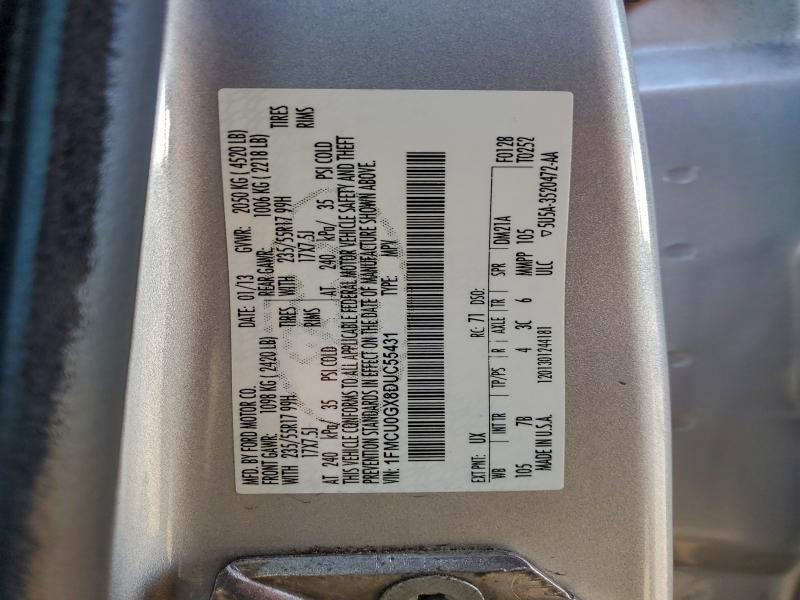 MFD. BY FORD MOTOR CO.
DATE: 01/13 GVWR: 2050 KG ( 4520 LB)
FRONT GAWR: 1098 KG ( 2420 LB) REAR GAWR: 1006 KG ( 2218 LB)
WITH 235/55R17 99H TIRES WITH 235/55R17 99H TIRES
17X7.5J RIMS 17X7.5J RIMS
AT 240 kPa/ 35 PSI COLD AT 240 kPa/ 35 PSI COLD
THIS VEHICLE CONFORMS TO ALL APPLICABLE FEDERAL MOTOR VEHICLE SAFETY AND THEFT
PREVENTION STANDARDS IN EFFECT ON THE DATE OF MANUFACTURE SHOWN ABOVE.
VIN: 1FMCU0GX8DUC55431 TYPE: MPV
EXT PNT: UX RC: 71 DSO: F0128
WB INT TR TP/PS R AXLE TR SPR DM21A T0252
105 7B 4 3C 6 MMPP 105
MADE IN U.S.A. 1201301244181 ULC ▽5U5A-3520472-AA